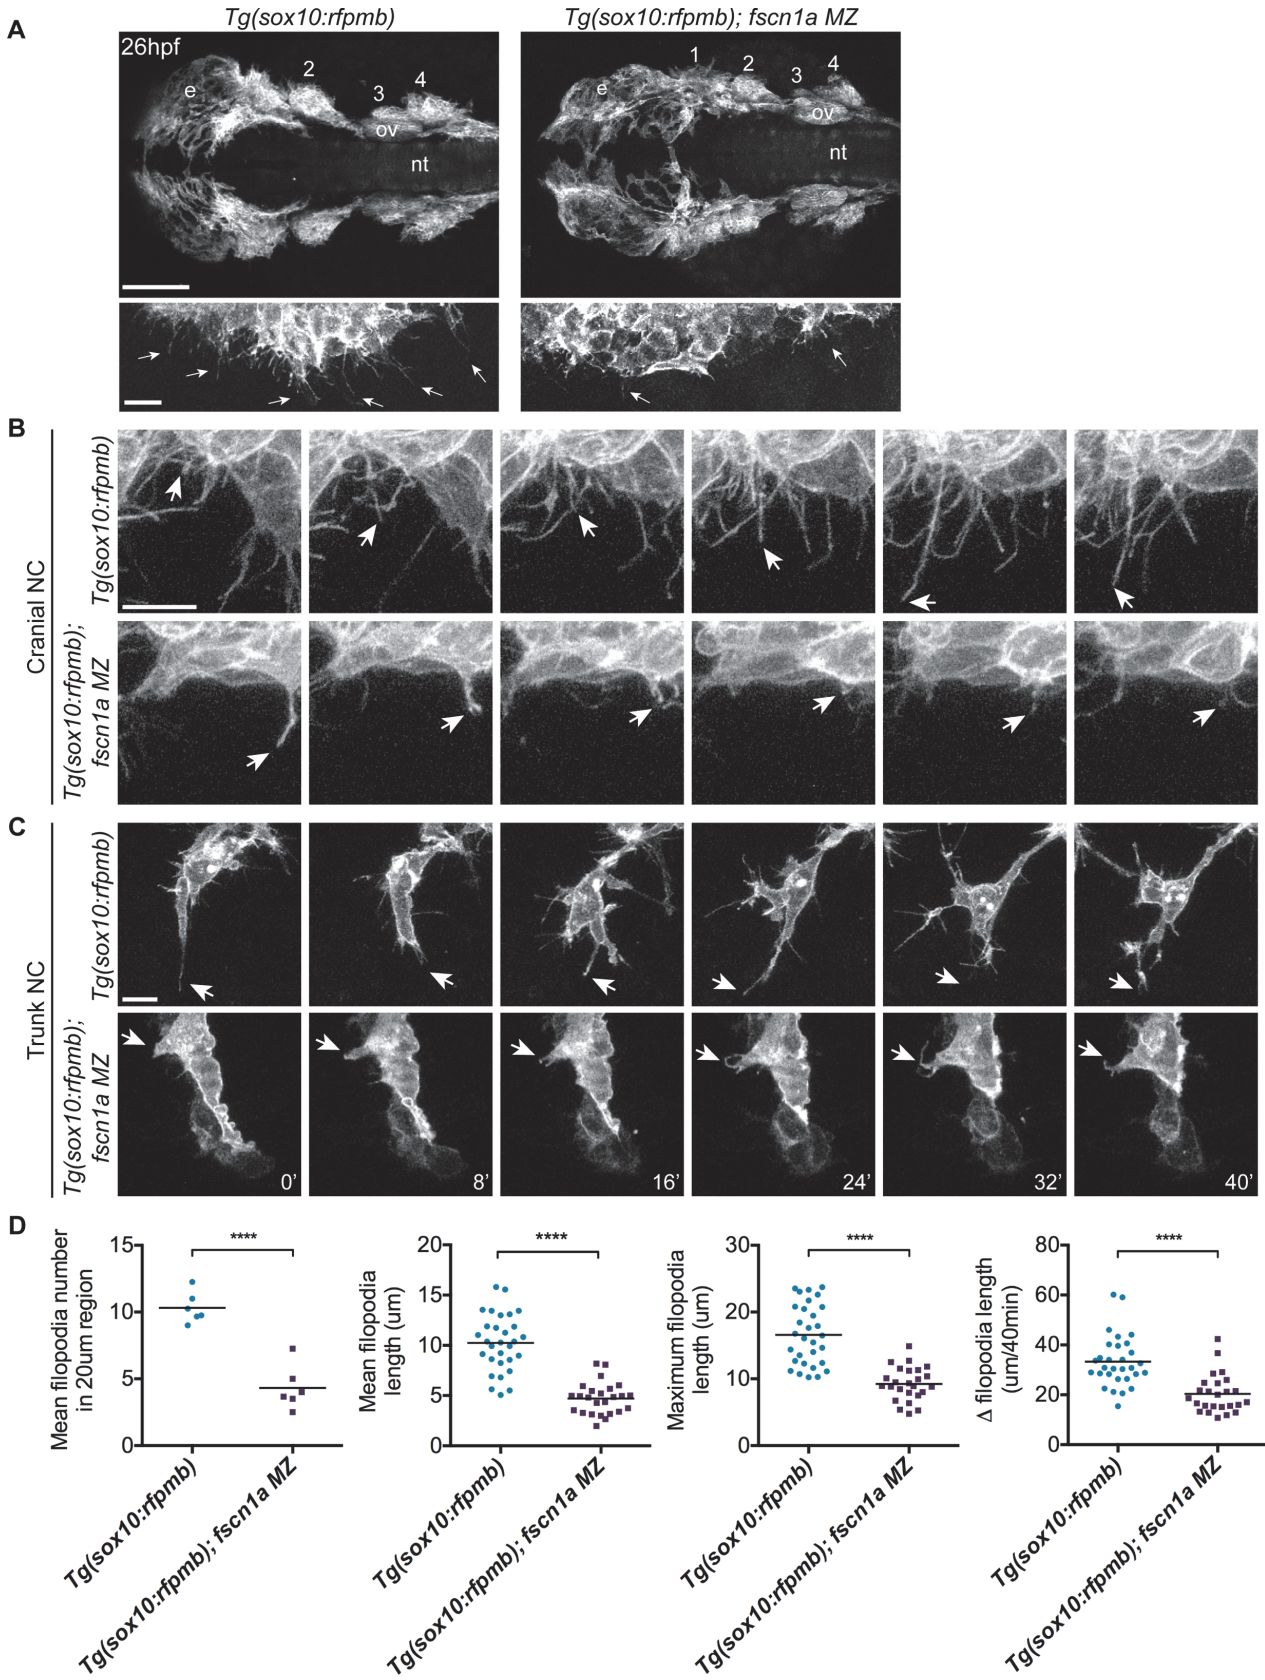 A
Tg(sox10:rfpmb)
Tg(sox10:rfpmb); fscn1a MZ
26hpf
e
2
3
4
ov
nt
e
1
2
3
4
ov
nt
B
Cranial NC
Tg(sox10:rfpmb)
Tg(sox10:rfpmb);
fscn1a MZ
C
Trunk NC
Tg(sox10:rfpmb)
Tg(sox10:rfpmb);
fscn1a MZ
0'
8'
16'
24'
32'
40'
D
Mean filopodia number
in 20um region
15
10
5
0
****
Tg(sox10:rfpmb)
Tg(sox10:rfpmb); fscn1a MZ
Mean filopodia
length (um)
20
15
10
5
0
****
Tg(sox10:rfpmb)
Tg(sox10:rfpmb); fscn1a MZ
Maximum filopodia
length (um)
30
20
10
0
****
Tg(sox10:rfpmb)
Tg(sox10:rfpmb); fscn1a MZ
Δ filopodia length
(um/40min)
80
60
40
20
0
****
Tg(sox10:rfpmb)
Tg(sox10:rfpmb); fscn1a MZ